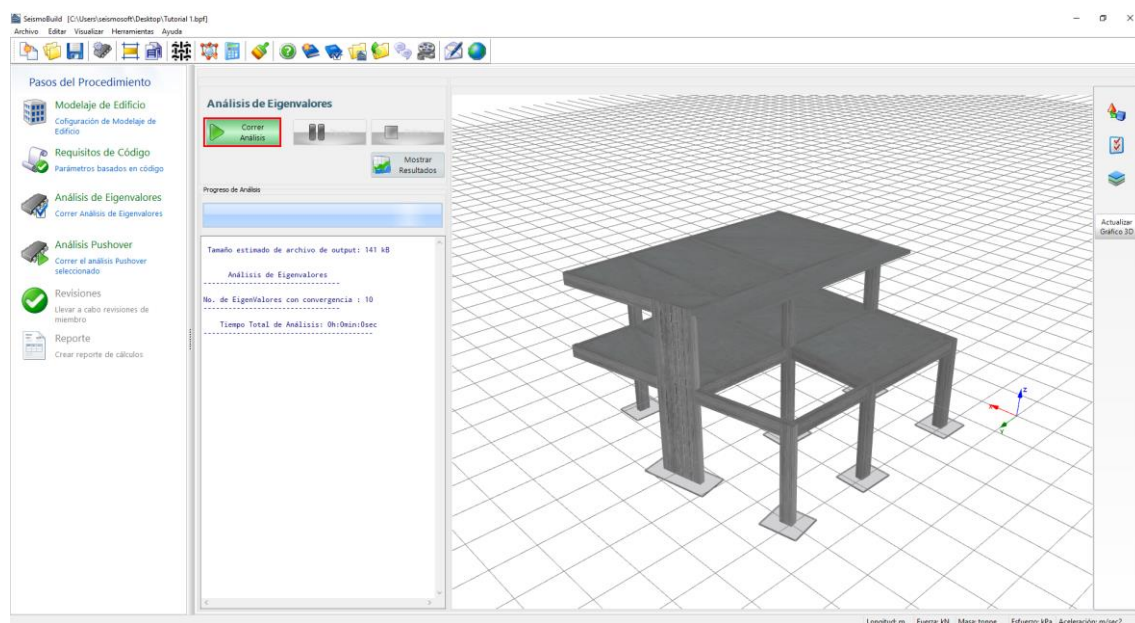 SeismoBuild [C:\Users\seismosoft\Desktop\Tutorial 1.bpf]
Archivo Editar Visualizar Herramientas Ayuda
Pasos del Procedimiento
Modelaje de Edificio
Cofiguración de Modelaje de
Edificio
Requisitos de Código
Parámetros basados en código
Análisis de Eigenvalores
Correr Análisis de Eigenvalores
Análisis Pushover
Correr el análisis Pushover
seleccionado
Revisiones
Llevar a cabo revisiones de
miembro
Reporte
Crear reporte de cálculos
Análisis de Eigenvalores
Correr
Análisis
Mostrar
Resultados
Progreso de Análisis
Tamaño estimado de archivo de output: 141 kB
Análisis de Eigenvalores
No. de EigenValores con convergencia : 10
Tiempo Total de Análisis: 0h:0min:0sec
z
x
y
Actualizar
Gráfico 3D
Longitud: m Fuerza: kN Masa: tonne Esfuerzo: kPa Aceleración: m/sec2